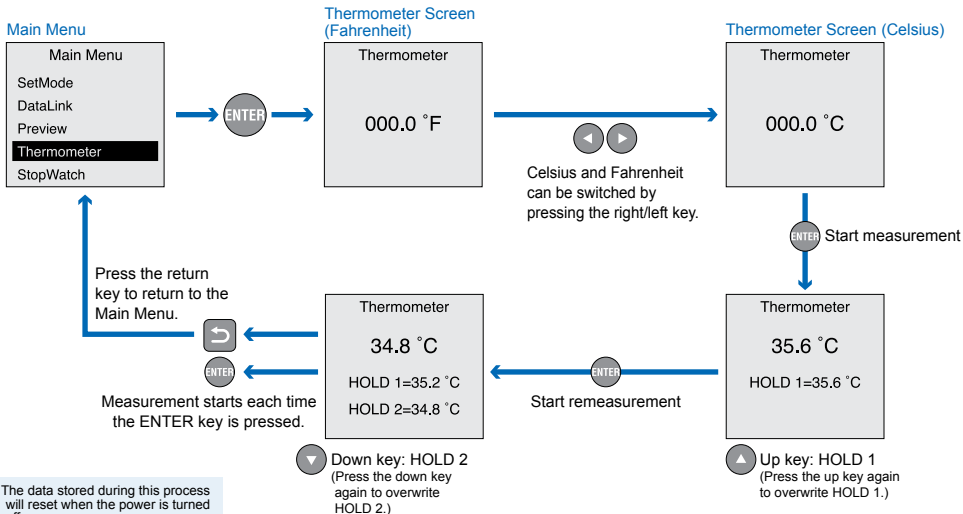 Main Menu
Main Menu
SetMode
DataLink
Preview
Thermometer
StopWatch
ENTER
Thermometer Screen
(Fahrenheit)
Thermometer
000.0 °F
Celsius and Fahrenheit
can be switched by
pressing the right/left key.
Thermometer Screen (Celsius)
Thermometer
000.0 °C
ENTER
Start measurement
Thermometer
35.6 °C
HOLD 1=35.6 °C
Up key: HOLD 1
(Press the up key again
to overwrite HOLD 1.)
ENTER
Start remeasurement
Thermometer
34.8 °C
HOLD 1=35.2 °C
HOLD 2=34.8 °C
Down key: HOLD 2
(Press the down key
again to overwrite
HOLD 2.)
Press the return
key to return to the
Main Menu.
ENTER
Measurement starts each time
the ENTER key is pressed.
The data stored during this process
will reset when the power is turned